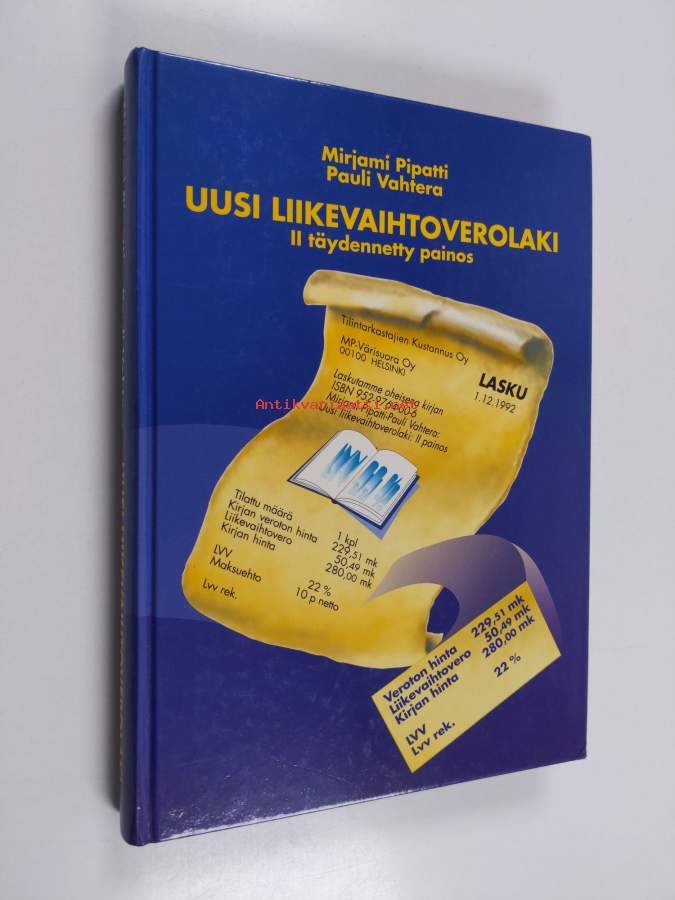 Mirjami Pipatti
Pauli Vahtera
UUSI LIIKEVAIHTOVEROLAKI
II täydennetty painos
Tilintarkastajien Kustannus Oy
MP-Värisuora Oy
00100 HELSINKI
LASKU
1.12.1992
Laskutamme oheisesta kirjan
ISBN
Mirjami Pipatti-Pauli Vahtera:
Uusi liikevaihtoverolaki; II painos
Tilattu määrä 1 kpl
Kirjan veroton hinta 229,51 mk
Liikevaihtovero 50,49 mk
Kirjan hinta 280,00 mk
LVV 22 %
Maksuehto 10 p netto
Lvv rek.
Veroton hinta 229,51 mk
Liikevaihtovero 50,49 mk
Kirjan hinta 280,00 mk
LVV 22 %
Lvv rek.